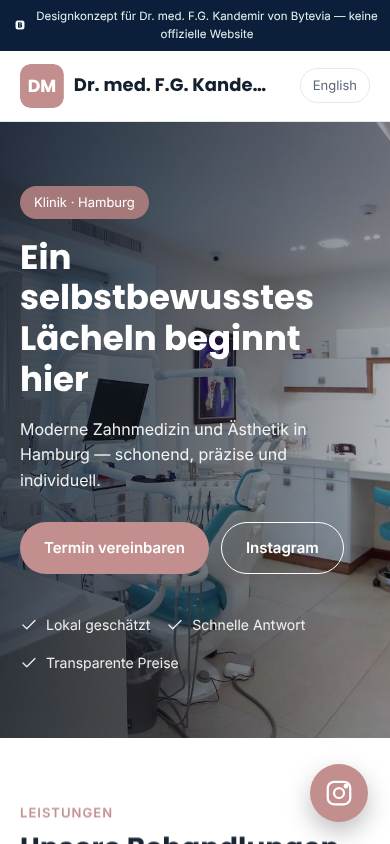 Designkonzept für Dr. med. F.G. Kandemir von Bytevia — keine
offizielle Website
DM
Dr. med. F.G. Kande...
English
Klinik · Hamburg
Ein
selbstbewusstes
Lächeln beginnt
hier
Moderne Zahnmedizin und Ästhetik in
Hamburg — schonend, präzise und
individuell.
Termin vereinbaren
Instagram
Lokal geschätzt
Schnelle Antwort
Transparente Preise
LEISTUNGEN
Unsere Behandlungen